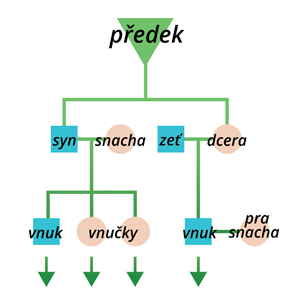 předek
syn snacha zeť dcera
vnuk vnučky vnuk pra
snacha